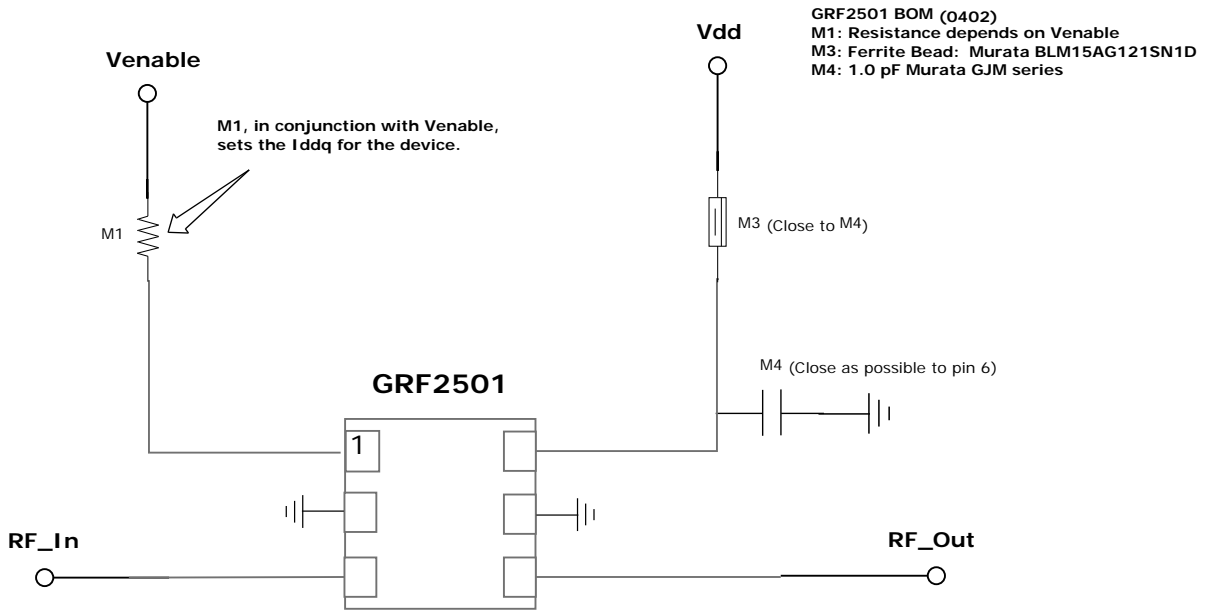 GRF2501 BOM (0402)
M1: Resistance depends on Venable
M3: Ferrite Bead: Murata BLM15AG121SN1D
M4: 1.0 pF Murata GJM series
Vdd
Venable
M1, in conjunction with Venable,
sets the Iddq for the device.
M1
M3 (Close to M4)
M4 (Close as possible to pin 6)
GRF2501
1
RF_In
RF_Out